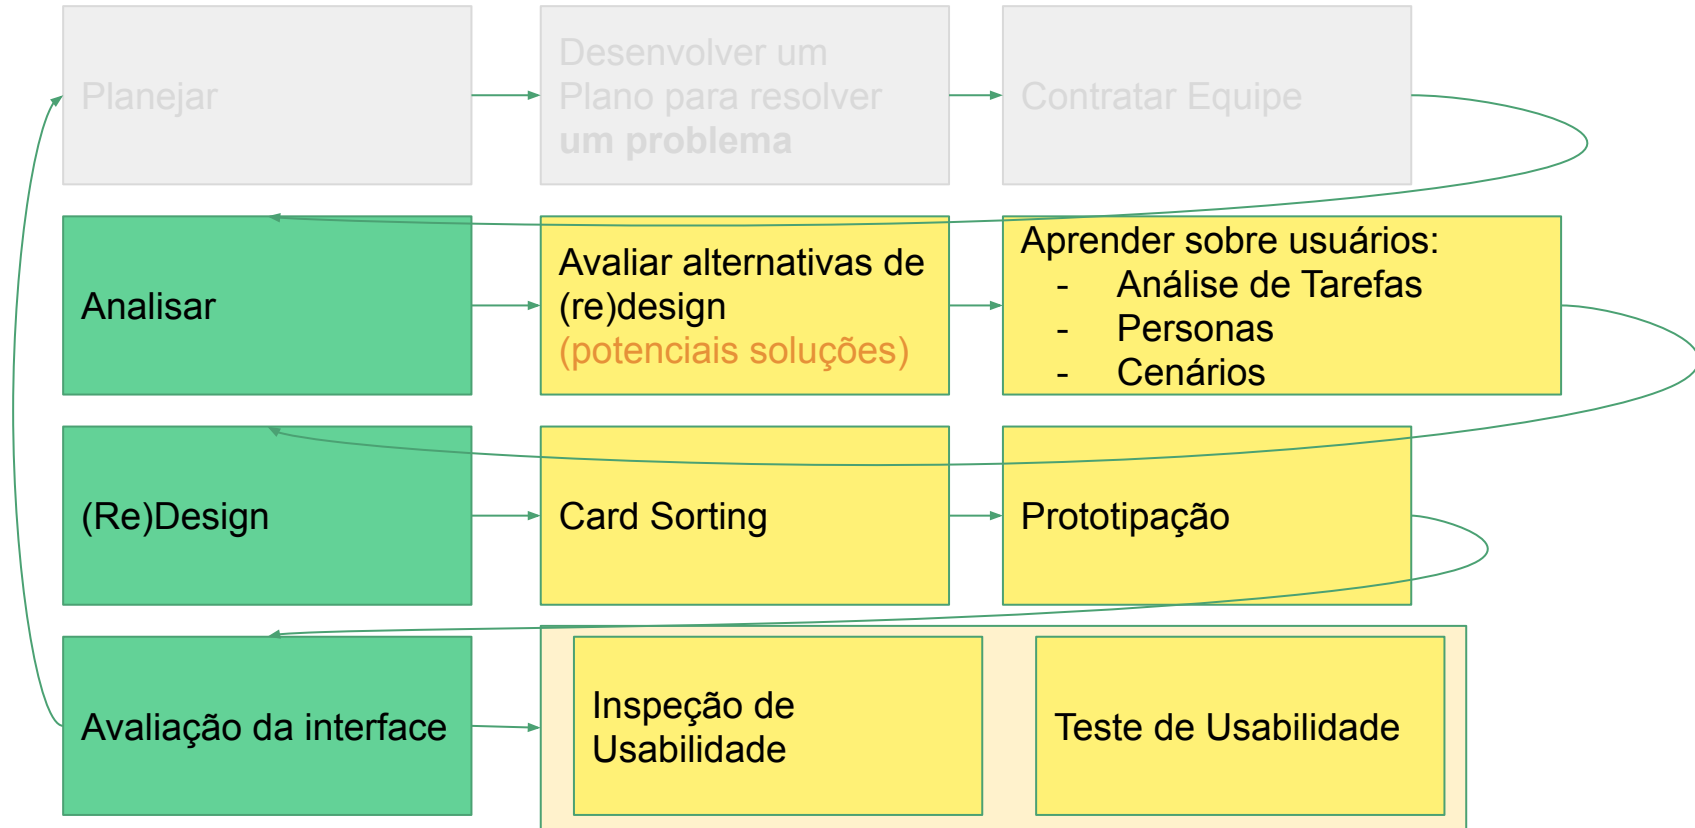 Planejar
Desenvolver um
Plano para resolver
um problema
Contratar Equipe
Analisar
Avaliar alternativas de
(re)design
(potenciais soluções)
Aprender sobre usuários:
- Análise de Tarefas
- Personas
- Cenários
(Re)Design
Card Sorting
Prototipação
Avaliação da interface
Inspeção de
Usabilidade
Teste de Usabilidade